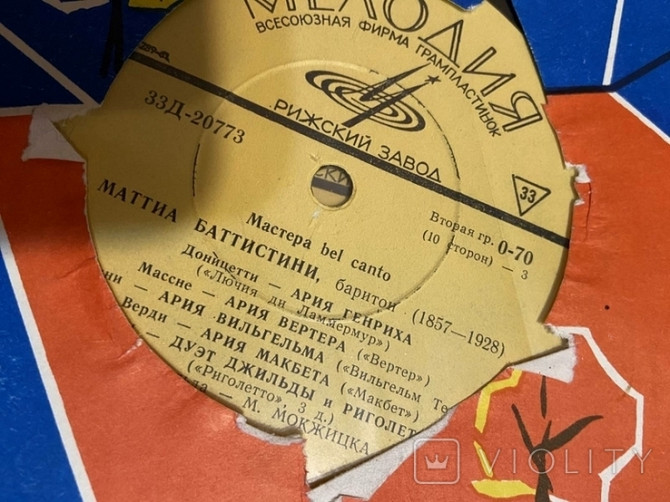 МЕЛОДИЯ
ВСЕСОЮЗНАЯ ФИРМА ГРАМПЛАСТИНОК
РИЖСКИЙ ЗАВОД
33Д-20773
33
Вторая гр. 0-70
(10 сторон) — 3
Мастера bel canto
МАТТИА БАТТИСТИНИ, баритон (1857—1928)
Доницетти — АРИЯ ГЕНРИХА
(«Лючия ди Ламмермур»)
Массне — АРИЯ ВЕРТЕРА («Вертер»)
ни — АРИЯ ВИЛЬГЕЛЬМА («Вильгельм Те
Верди — АРИЯ МАКБЕТА («Макбет»)
— ДУЭТ ДЖИЛЬДЫ и РИГОЛЕТ
(«Риголетто», 3 д.)
да — М. МОКЖИЦКА
VIOLITY